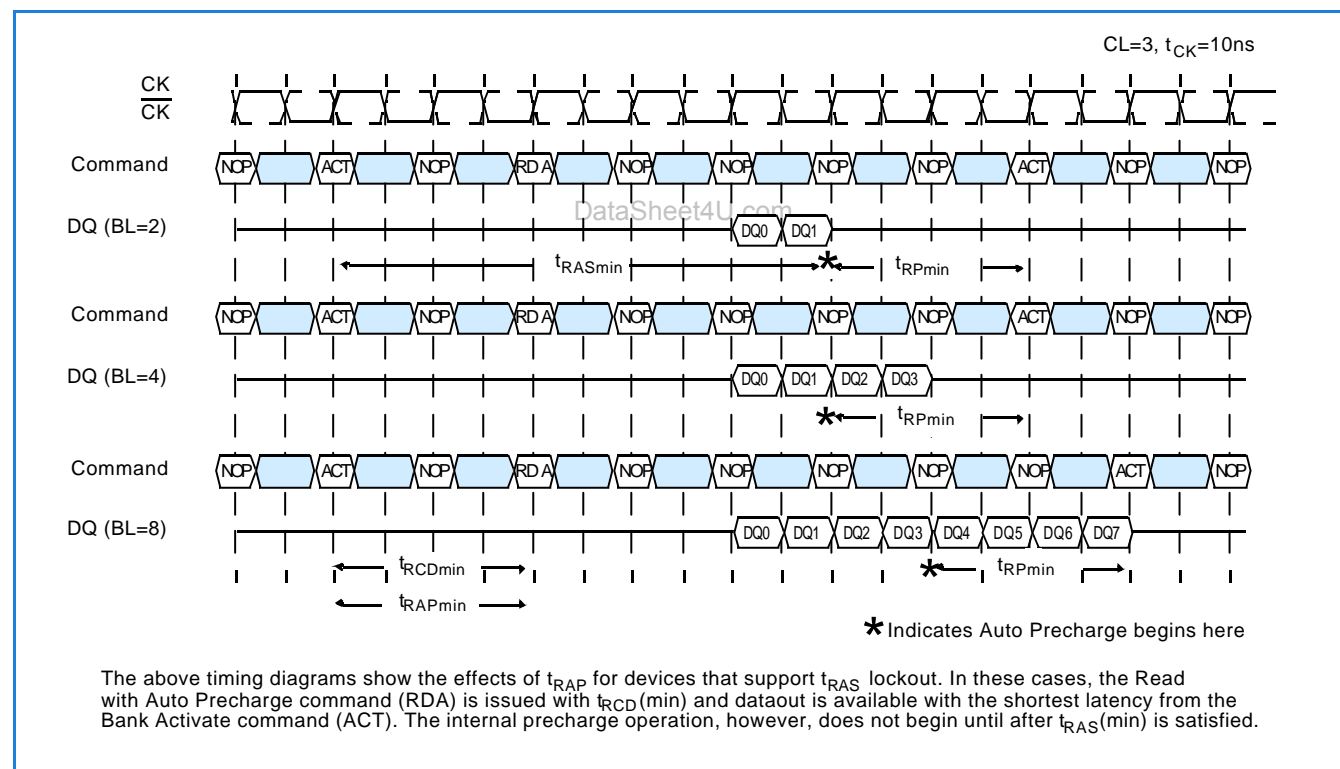 CL=3, tCK=10ns
CK
CK
Command NOP ACT NOP RDA NOP NOP NOP NOP ACT NOP NOP
DataSheet4U.com
DQ (BL=2) DQ0 DQ1
tRASmin * tRPmin
Command NOP ACT NOP RDA NOP NOP NOP NOP ACT NOP NOP
DQ (BL=4) DQ0 DQ1 DQ2 DQ3
* tRPmin
Command NOP ACT NOP RDA NOP NOP NOP NOP NOP ACT NOP
DQ (BL=8) DQ0 DQ1 DQ2 DQ3 DQ4 DQ5 DQ6 DQ7
tRCDmin * tRPmin
tRAPmin
* Indicates Auto Precharge begins here
The above timing diagrams show the effects of tRAP for devices that support tRAS lockout. In these cases, the Read
with Auto Precharge command (RDA) is issued with tRCD(min) and dataout is available with the shortest latency from the
Bank Activate command (ACT). The internal precharge operation, however, does not begin until after tRAS(min) is satisfied.